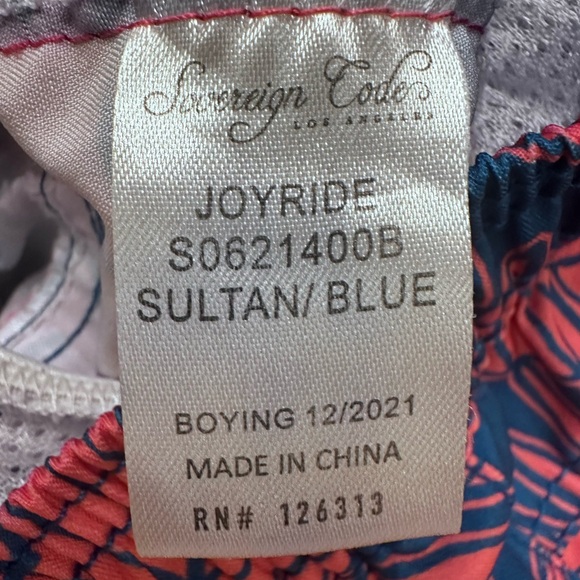 Sovereign Code
LOS ANGELES
JOYRIDE
S0621400B
SULTAN/ BLUE
BOYING 12/2021
MADE IN CHINA
RN# 126313